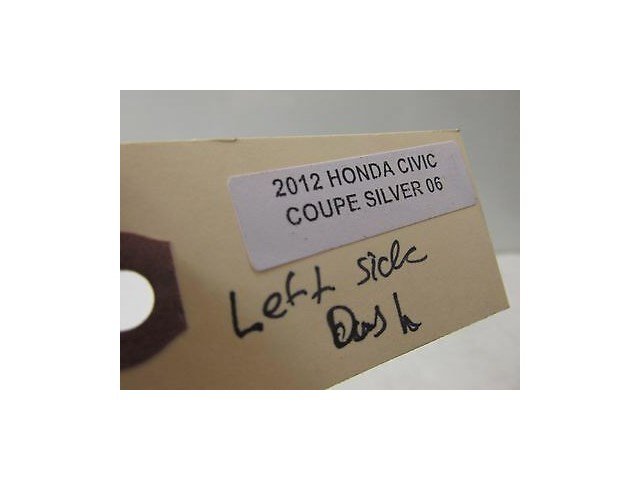 2012 HONDA CIVIC
COUPE SILVER 06
Left side
Dash